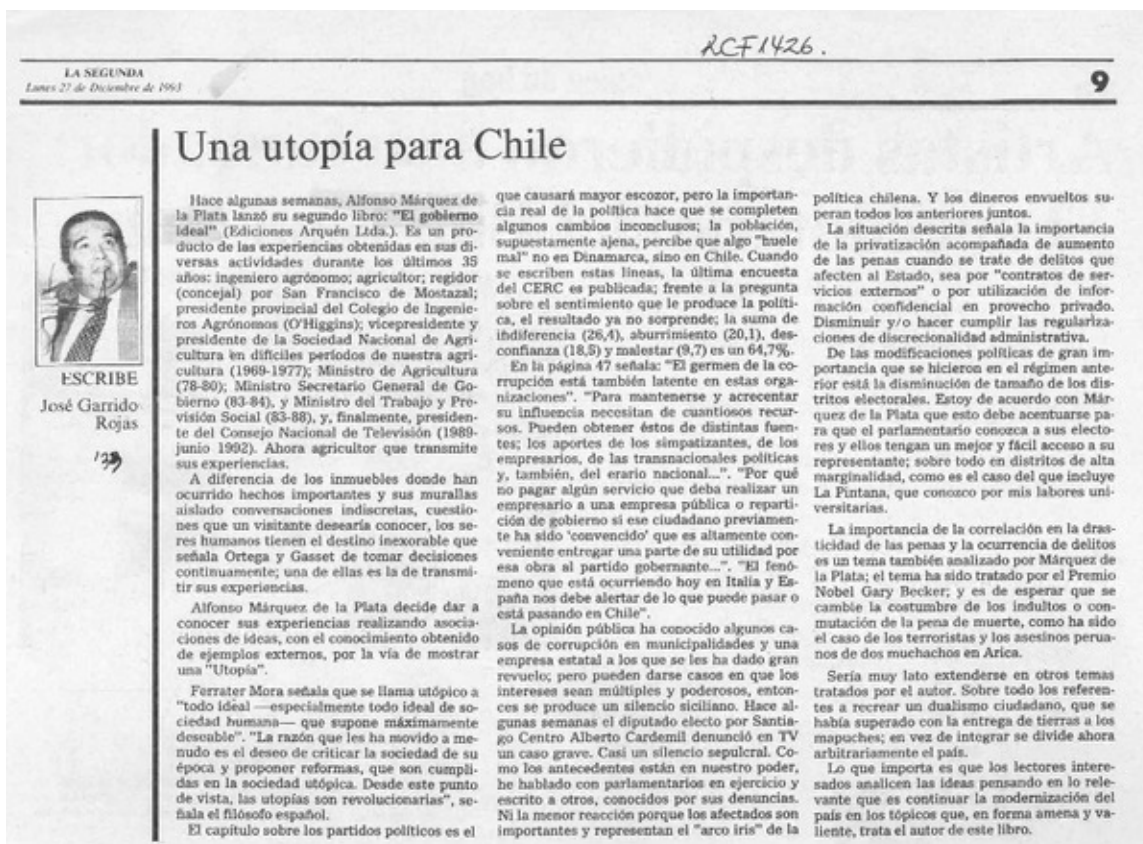 RCF1426.
LA SEGUNDA
Lunes 27 de Diciembre de 1993
9
Una utopía para Chile
ESCRIBE
José Garrido
Rojas
Hace algunas semanas, Alfonso Márquez de
la Plata lanzó su segundo libro: "El gobierno
ideal" (Ediciones Arquén Ltda.). Es un pro-
ducto de las experiencias obtenidas en sus di-
versas actividades durante los últimos 35
años: ingeniero agrónomo; agricultor; regidor
(concejal) por San Francisco de Mostazal;
presidente provincial del Colegio de Ingenie-
ros Agrónomos (O'Higgins); vicepresidente y
presidente de la Sociedad Nacional de Agri-
cultura en difíciles períodos de nuestra agri-
cultura (1969-1977); Ministro de Agricultura
(78-80); Ministro Secretario General de Go-
bierno (83-84), y Ministro del Trabajo y Pre-
visión Social (83-88), y, finalmente, presiden-
te del Consejo Nacional de Televisión (1989-
junio 1992). Ahora agricultor que transmite
sus experiencias.
A diferencia de los inmuebles donde han
ocurrido hechos importantes y sus murallas
aislado conversaciones indiscretas, cuestio-
nes que un visitante desearía conocer, los se-
res humanos tienen el destino inexorable que
señala Ortega y Gasset de tomar decisiones
continuamente; una de ellas es la de transmi-
tir sus experiencias.
Alfonso Márquez de la Plata decide dar a
conocer sus experiencias realizando asocia-
ciones de ideas, con el conocimiento obtenido
de ejemplos externos, por la vía de mostrar
una "Utopía".
Ferrater Mora señala que se llama utópico a
"todo ideal —especialmente todo ideal de so-
ciedad humana— que supone máximamente
deseable". "La razón que les ha movido a me-
nudo es el deseo de criticar la sociedad de su
época y proponer reformas, que son cumpli-
das en la sociedad utópica. Desde este punto
de vista, las utopías son revolucionarias", se-
ñala el filósofo español.
El capítulo sobre los partidos políticos es el
que causará mayor escozor, pero la importan-
cia real de la política hace que se completen
algunos cambios inconclusos; la población,
supuestamente ajena, percibe que algo "huele
mal" no en Dinamarca, sino en Chile. Cuando
se escriben estas líneas, la última encuesta
del CERC es publicada; frente a la pregunta
sobre el sentimiento que le produce la políti-
ca, el resultado ya no sorprende; la suma de
indiferencia (26,4), aburrimiento (20,1), des-
confianza (18,5) y malestar (9,7) es un 64,7%.
En la página 47 señala: "El germen de la co-
rrupción está también latente en estas orga-
nizaciones". "Para mantenerse y acrecentar
su influencia necesitan de cuantiosos recur-
sos. Pueden obtener éstos de distintas fuen-
tes; los aportes de los simpatizantes, de los
empresarios, de las transnacionales políticas
y, también, del erario nacional...". "Por qué
no pagar algún servicio que deba realizar un
empresario a una empresa pública o reparti-
ción de gobierno si ese ciudadano previamen-
te ha sido 'convencido' que es altamente con-
veniente entregar una parte de su utilidad por
esa obra al partido gobernante...". "El fenó-
meno que está ocurriendo hoy en Italia y Es-
paña nos debe alertar de lo que puede pasar o
está pasando en Chile".
La opinión pública ha conocido algunos ca-
sos de corrupción en municipalidades y una
empresa estatal a los que se les ha dado gran
revuelo; pero pueden darse casos en que los
intereses sean múltiples y poderosos, enton-
ces se produce un silencio siciliano. Hace al-
gunas semanas el diputado electo por Santia-
go Centro Alberto Cardemil denunció en TV
un caso grave. Casi un silencio sepulcral. Co-
mo los antecedentes están en nuestro poder,
he hablado con parlamentarios en ejercicio y
escrito a otros, conocidos por sus denuncias.
Ni la menor reacción porque los afectados son
importantes y representan el "arco iris" de la
política chilena. Y los dineros envueltos su-
peran todos los anteriores juntos.
La situación descrita señala la importancia
de la privatización acompañada de aumento
de las penas cuando se trate de delitos que
afecten al Estado, sea por "contratos de ser-
vicios externos" o por utilización de infor-
mación confidencial en provecho privado.
Disminuir y/o hacer cumplir las regulariza-
ciones de discrecionalidad administrativa.
De las modificaciones políticas de gran im-
portancia que se hicieron en el régimen ante-
rior está la disminución de tamaño de los dis-
tritos electorales. Estoy de acuerdo con Már-
quez de la Plata que esto debe acentuarse pa-
ra que el parlamentario conozca a sus electo-
res y ellos tengan un mejor y fácil acceso a su
representante; sobre todo en distritos de alta
marginalidad, como es el caso del que incluye
La Pintana, que conozco por mis labores uni-
versitarias.
La importancia de la correlación en la dras-
ticidad de las penas y la ocurrencia de delitos
es un tema también analizado por Márquez de
la Plata; el tema ha sido tratado por el Premio
Nobel Gary Becker; y es de esperar que se
cambie la costumbre de los indultos o con-
mutación de la pena de muerte, como ha sido
el caso de los terroristas y los asesinos perua-
nos de dos muchachos en Arica.
Sería muy lato extenderse en otros temas
tratados por el autor. Sobre todo los referen-
tes a recrear un dualismo ciudadano, que se
había superado con la entrega de tierras a los
mapuches; en vez de integrar se divide ahora
arbitrariamente el país.
Lo que importa es que los lectores intere-
sados analicen las ideas pensando en lo rele-
vante que es continuar la modernización del
país en los tópicos que, en forma amena y va-
liente, trata el autor de este libro.